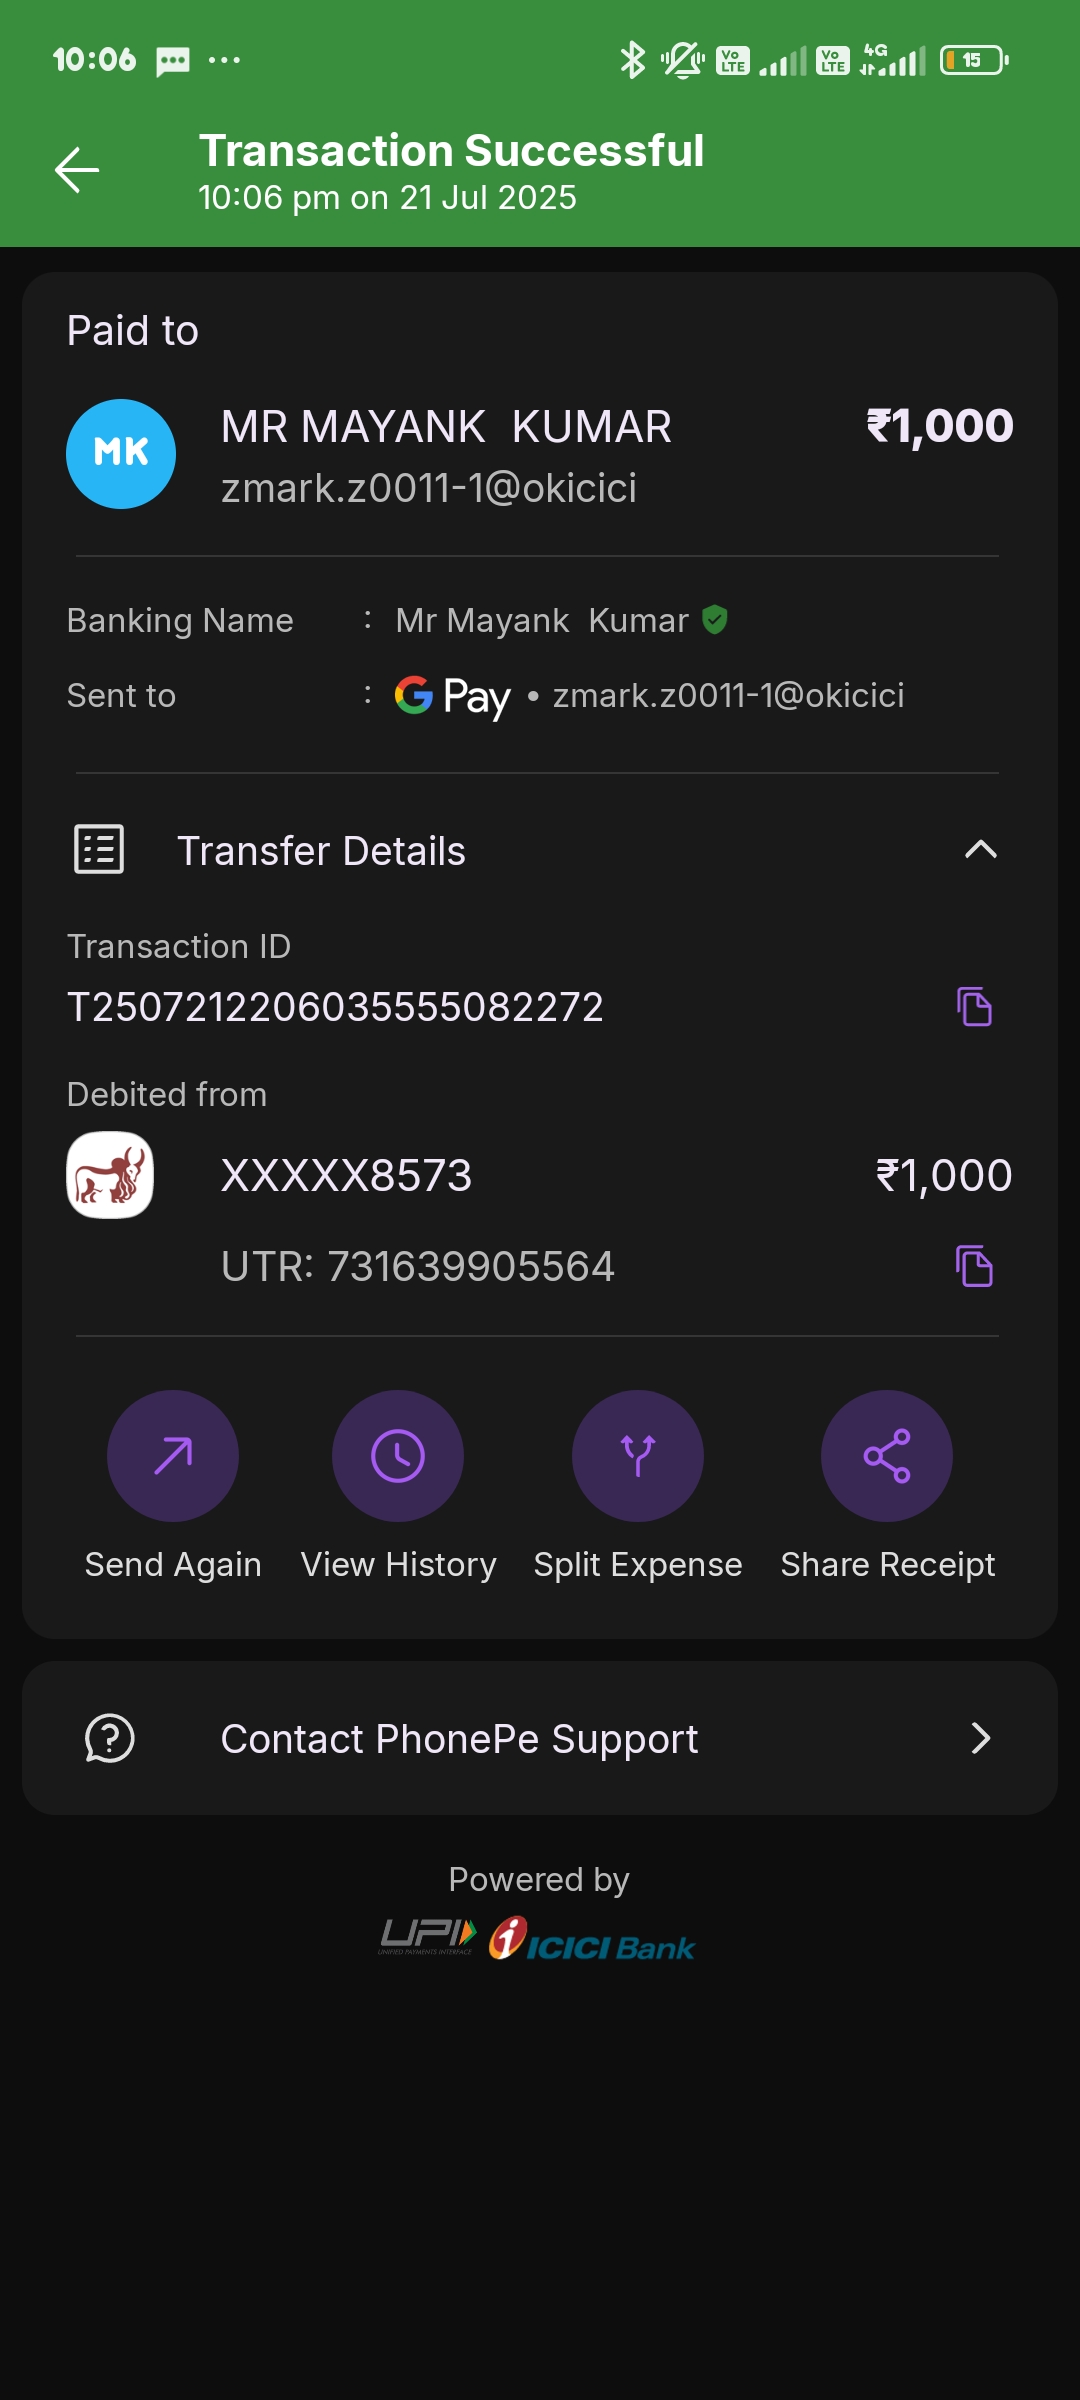 10:06 ... Vo LTE Vo LTE 4G 15
Transaction Successful
10:06 pm on 21 Jul 2025
Paid to
MK MR MAYANK  KUMAR ₹1,000
zmark.z0011-1@okicici
Banking Name : Mr Mayank  Kumar
Sent to : G Pay • zmark.z0011-1@okicici
Transfer Details
Transaction ID
T2507212206035555082272
Debited from
XXXXX8573 ₹1,000
UTR: 731639905564
Send Again View History Split Expense Share Receipt
Contact PhonePe Support
Powered by
UPI ICICI Bank
UNIFIED PAYMENTS INTERFACE